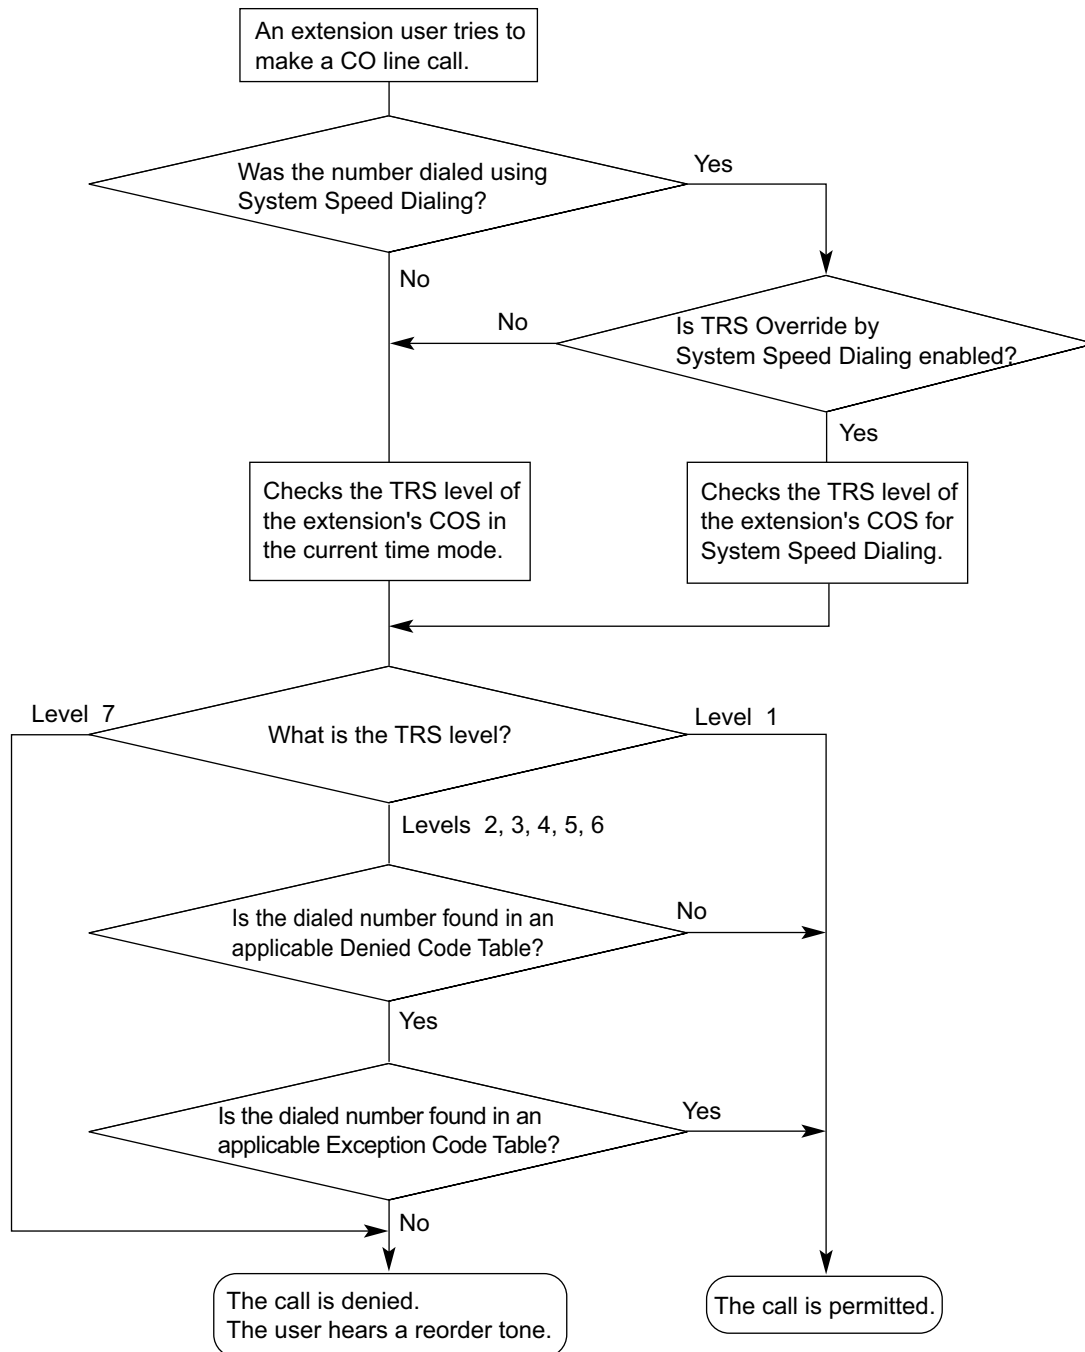 An extension user tries to
make a CO line call.
Was the number dialed using
System Speed Dialing?
Yes
No
Is TRS Override by
System Speed Dialing enabled?
No
Yes
Checks the TRS level of
the extension's COS in
the current time mode.
Checks the TRS level of
the extension's COS for
System Speed Dialing.
What is the TRS level?
Level 7
Level 1
Levels 2, 3, 4, 5, 6
Is the dialed number found in an
applicable Denied Code Table?
No
Yes
Is the dialed number found in an
applicable Exception Code Table?
Yes
No
The call is denied.
The user hears a reorder tone.
The call is permitted.